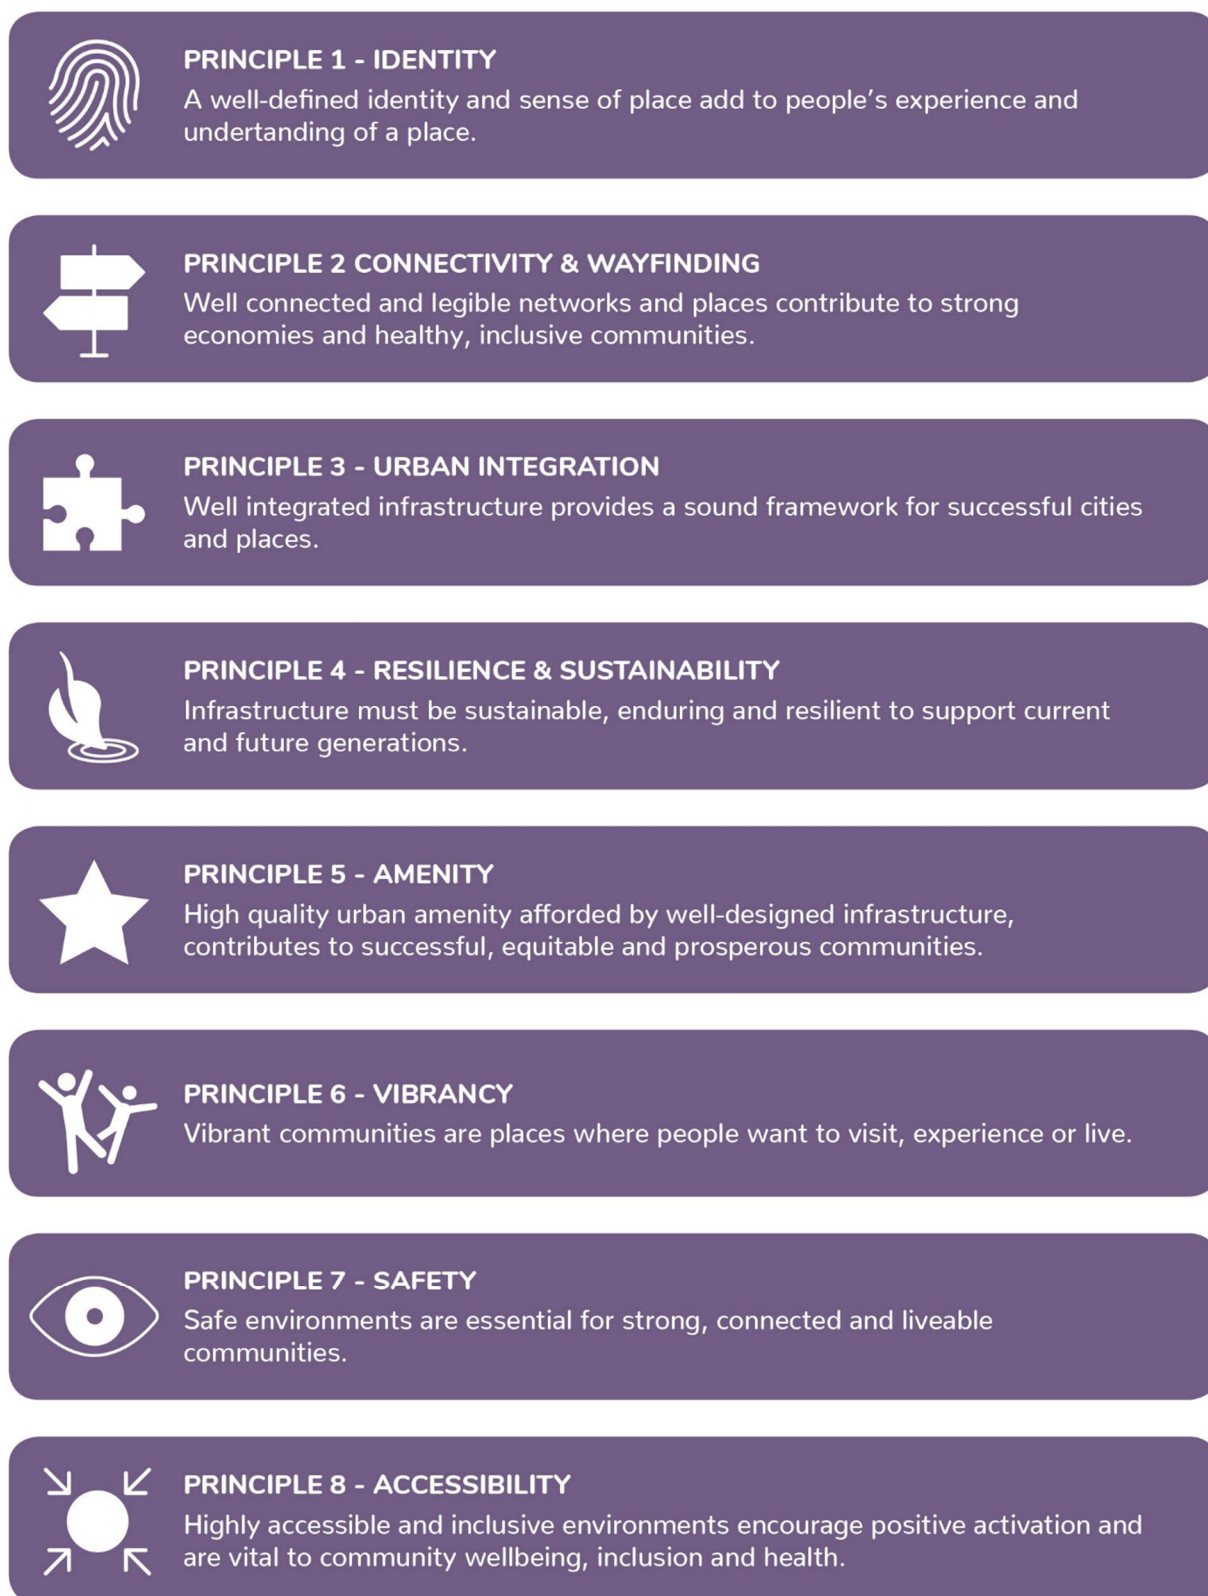 PRINCIPLE 1 - IDENTITY
A well-defined identity and sense of place add to people's experience and
undertanding of a place.
PRINCIPLE 2 CONNECTIVITY & WAYFINDING
Well connected and legible networks and places contribute to strong
economies and healthy, inclusive communities.
PRINCIPLE 3 - URBAN INTEGRATION
Well integrated infrastructure provides a sound framework for successful cities
and places.
PRINCIPLE 4 - RESILIENCE & SUSTAINABILITY
Infrastructure must be sustainable, enduring and resilient to support current
and future generations.
PRINCIPLE 5 - AMENITY
High quality urban amenity afforded by well-designed infrastructure,
contributes to successful, equitable and prosperous communities.
PRINCIPLE 6 - VIBRANCY
Vibrant communities are places where people want to visit, experience or live.
PRINCIPLE 7 - SAFETY
Safe environments are essential for strong, connected and liveable
communities.
PRINCIPLE 8 - ACCESSIBILITY
Highly accessible and inclusive environments encourage positive activation and
are vital to community wellbeing, inclusion and health.